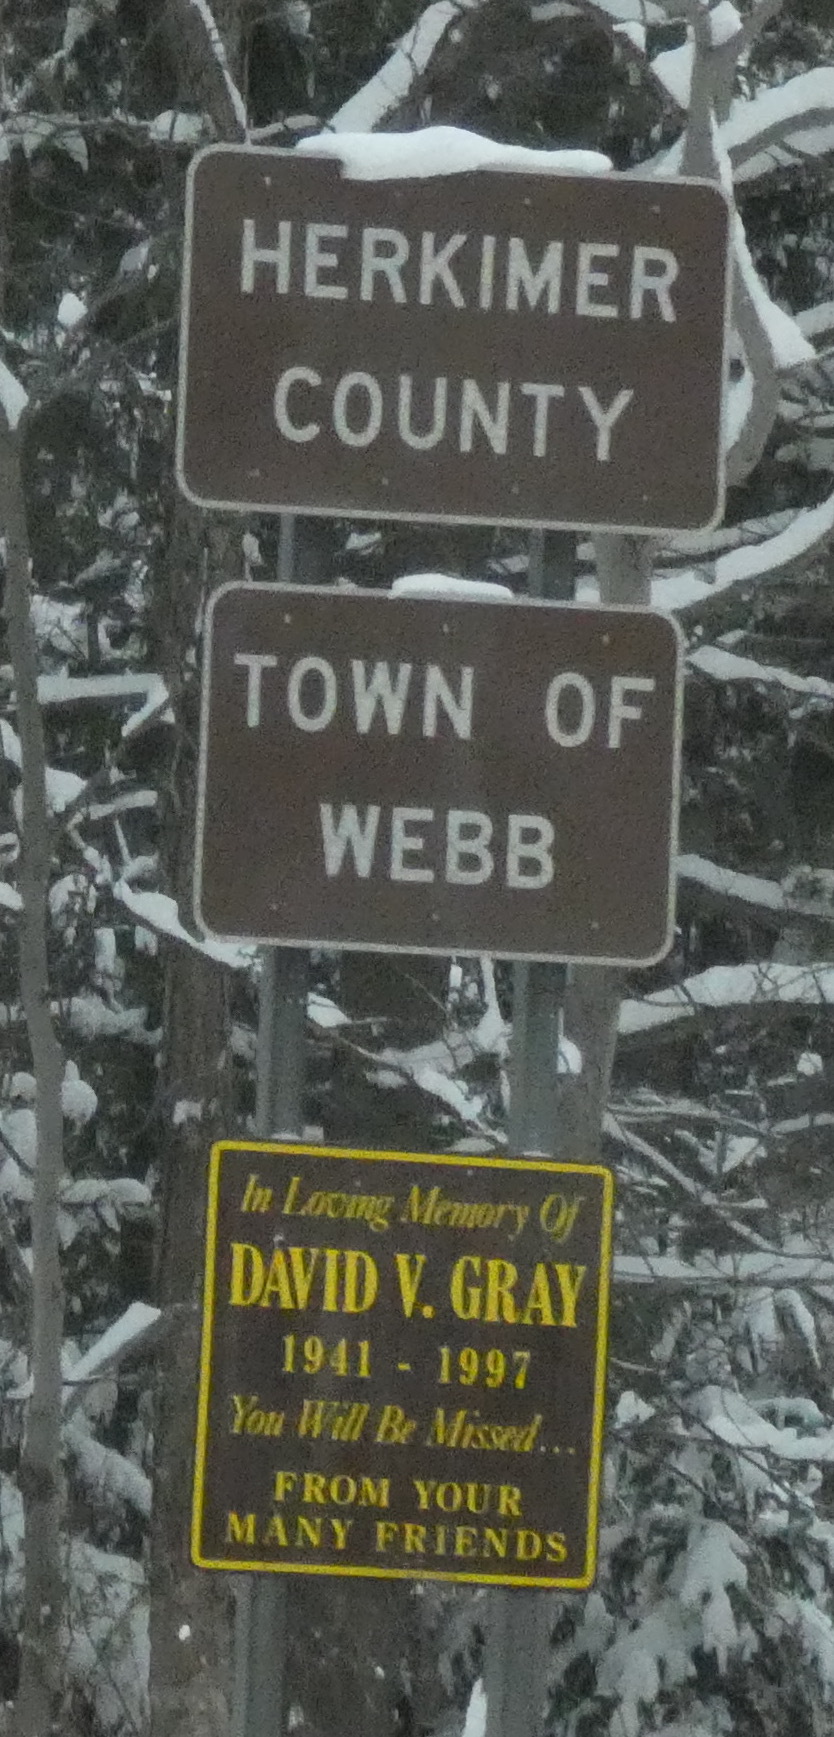 HERKIMER
COUNTY
TOWN OF
WEBB
In Loving Memory Of
DAVID V. GRAY
1941 - 1997
You Will Be Missed...
FROM YOUR
MANY FRIENDS